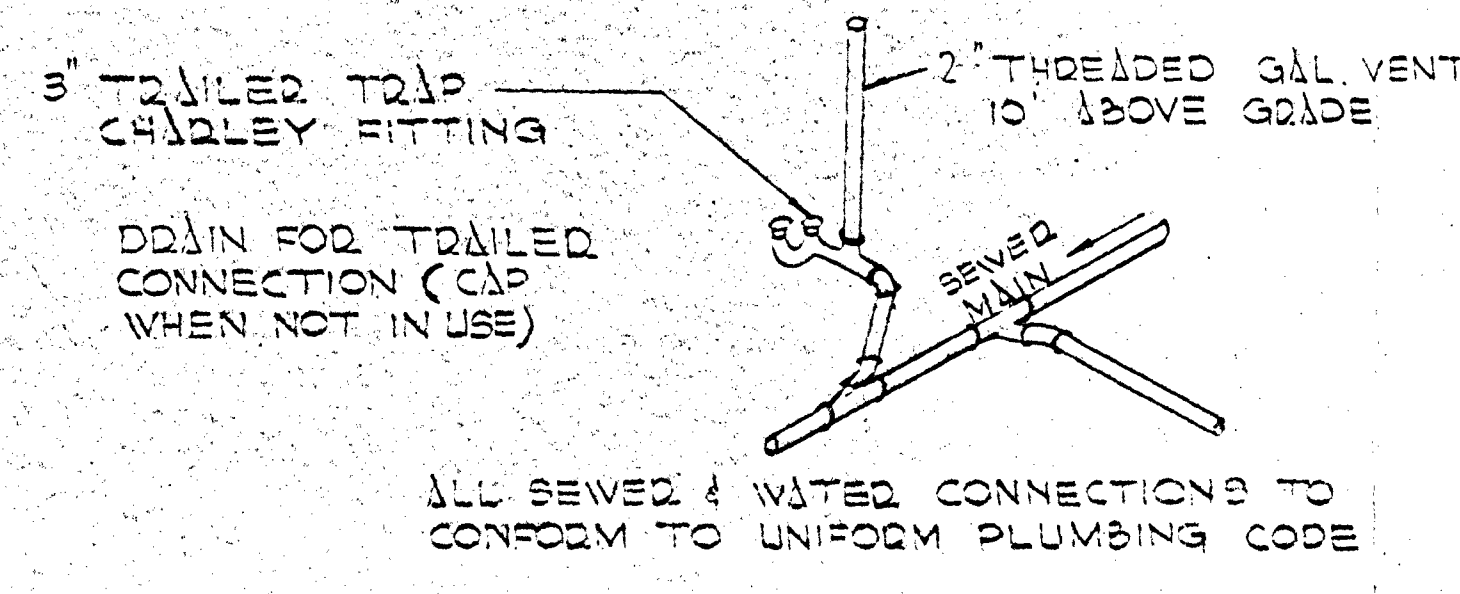 3" TRAILER TRAP
CHARLEY FITTING
2" THREADED GAL. VENT
10' ABOVE GRADE
DRAIN FOR TRAILER
CONNECTION (CAP
WHEN NOT IN USE)
SEWER
MAIN
ALL SEWER & WATER CONNECTIONS TO
CONFORM TO UNIFORM PLUMBING CODE